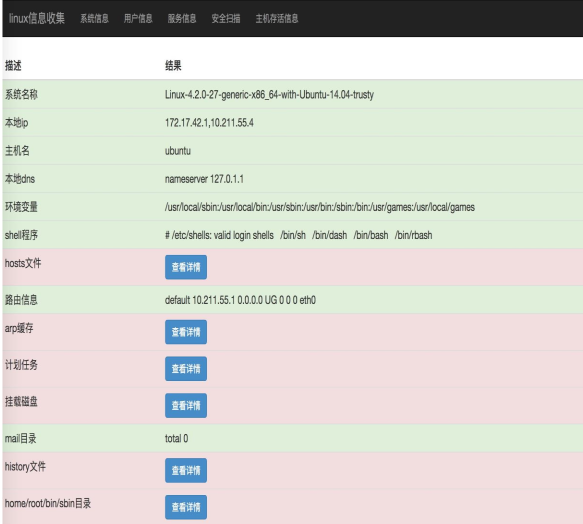 linux信息收集 系统信息 用户信息 服务信息 安全扫描 主机存活信息
描述 结果
系统名称 Linux-4.2.0-27-generic-x86_64-with-Ubuntu-14.04-trusty
本地ip 172.17.42.1,10.211.55.4
主机名 ubuntu
本地dns nameserver 127.0.1.1
环境变量 /usr/local/sbin:/usr/local/bin:/usr/sbin:/usr/bin:/sbin:/bin:/usr/games:/usr/local/games
shell程序 # /etc/shells: valid login shells /bin/sh /bin/dash /bin/bash /bin/rbash
hosts文件 查看详情
路由信息 default 10.211.55.1 0.0.0.0 UG 0 0 0 eth0
arp缓存 查看详情
计划任务 查看详情
挂载磁盘 查看详情
mail目录 total 0
history文件 查看详情
home/root/bin/sbin目录 查看详情